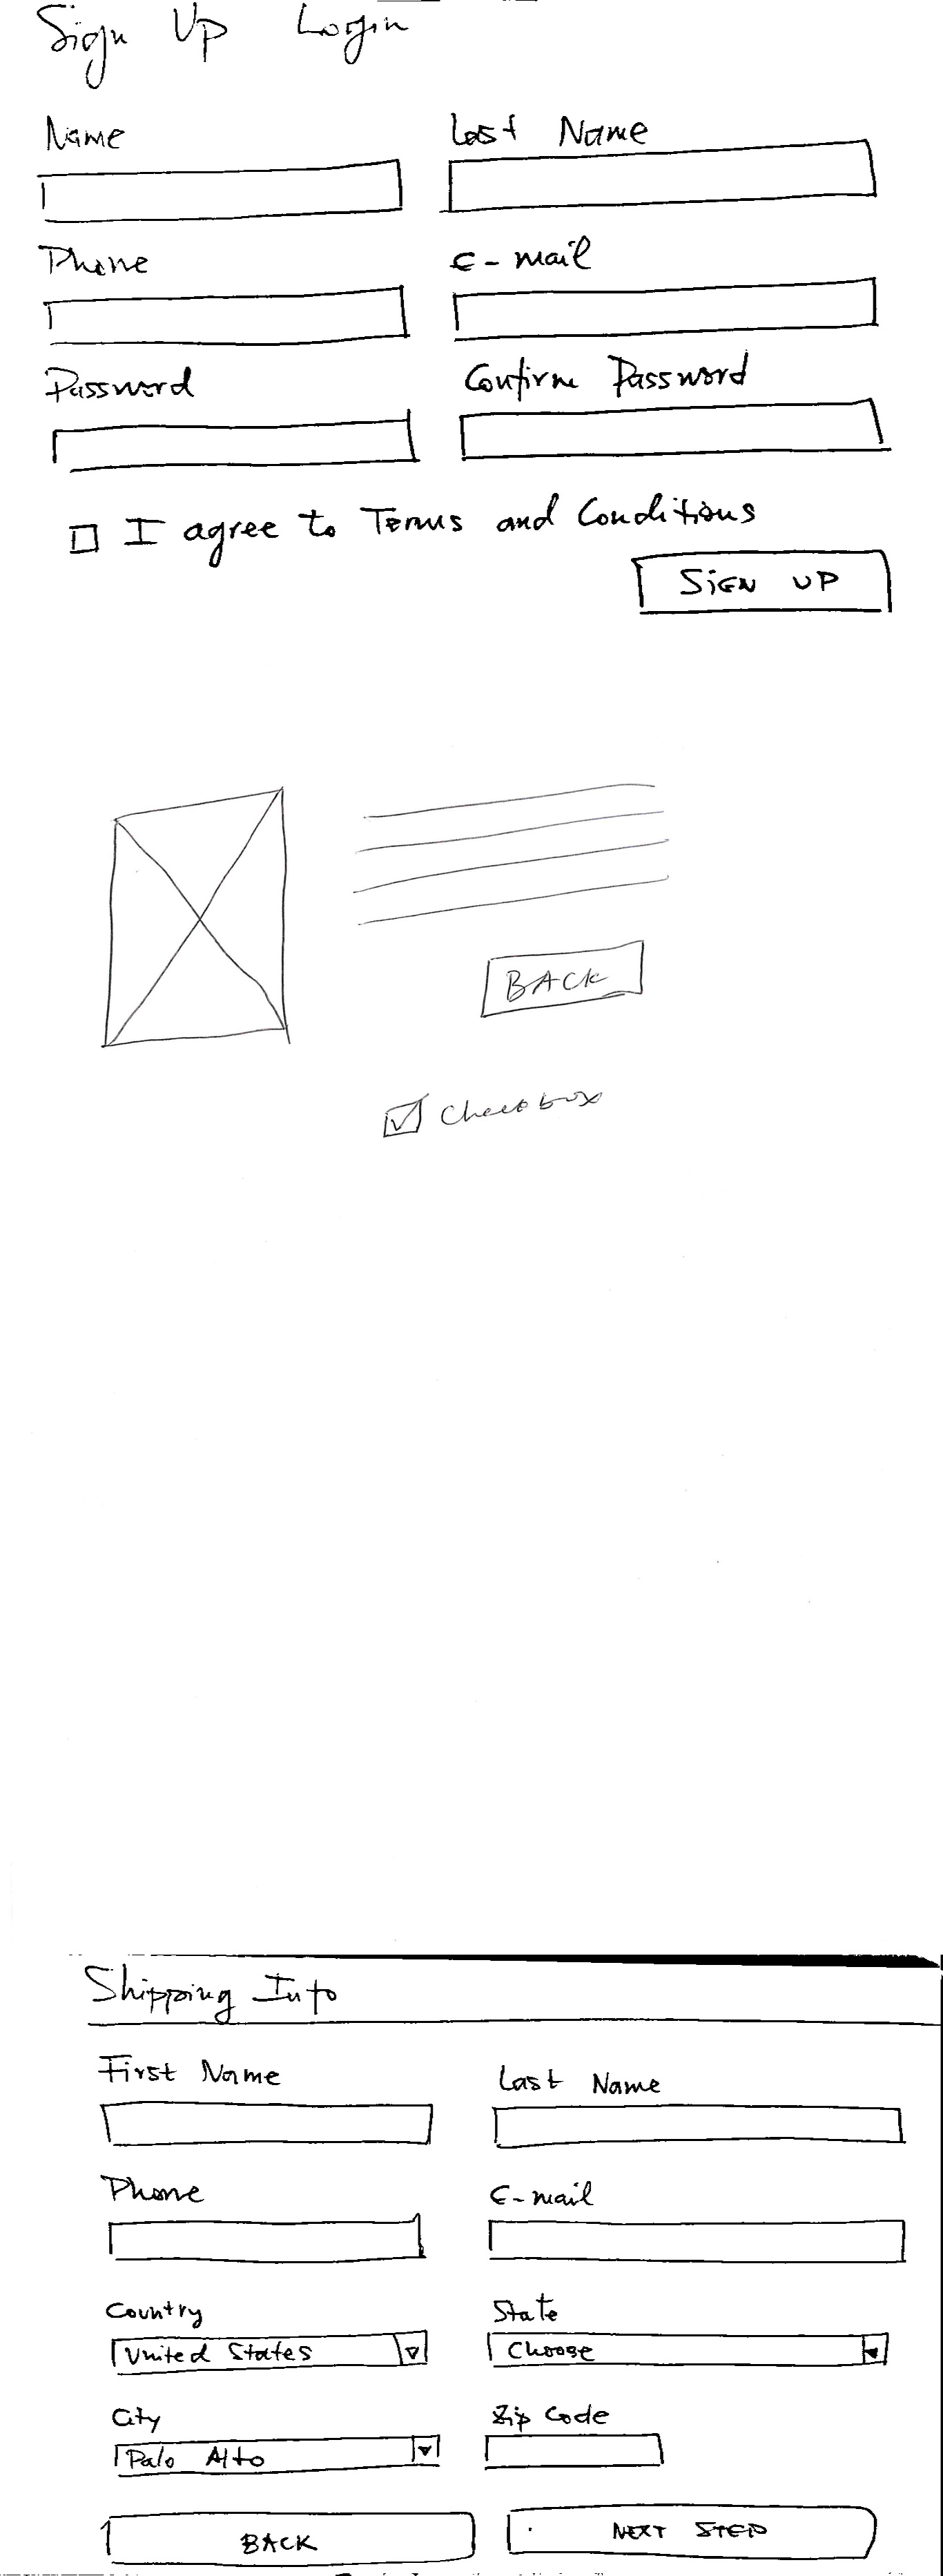 Sign Up Login
Name Last Name
Phone E-mail
Password Confirm Password
I agree to Terms and Conditions
SIGN UP
BACK
Checkbox
Shipping Info
First Name Last Name
Phone E-mail
Country State
United States Choose
City Zip Code
Palo Alto
BACK NEXT STEP